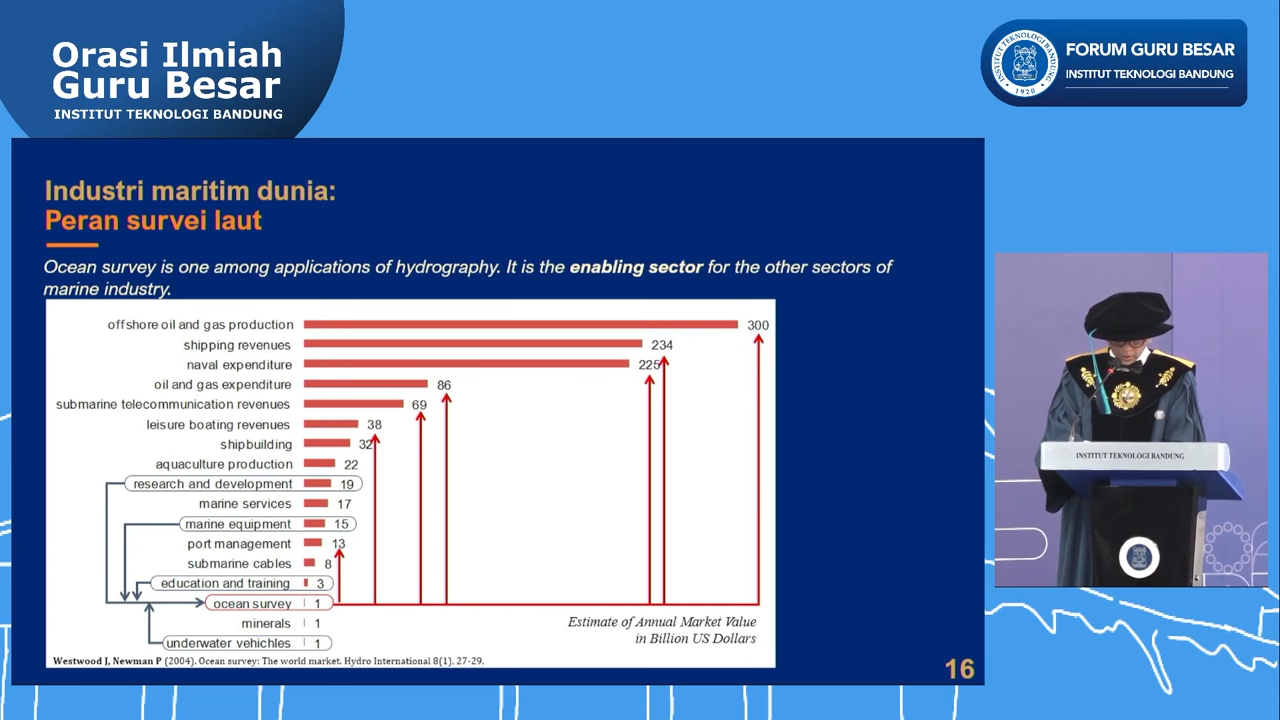 Orasi Ilmiah
Guru Besar
INSTITUT TEKNOLOGI BANDUNG
FORUM GURU BESAR
INSTITUT TEKNOLOGI BANDUNG
INSTITUT TEKNOLOGI BANDUNG
1920
Industri maritim dunia:
Peran survei laut
Ocean survey is one among applications of hydrography. It is the enabling sector for the other sectors of
marine industry.
offshore oil and gas production 300
shipping revenues 234
naval expenditure 225
oil and gas expenditure 86
submarine telecommunication revenues 69
leisure boating revenues 38
shipbuilding 32
aquaculture production 22
research and development 19
marine services 17
marine equipment 15
port management 13
submarine cables 8
education and training 3
ocean survey 1
minerals 1
underwater vehichles 1
Estimate of Annual Market Value
in Billion US Dollars
Westwood J, Newman P (2004). Ocean survey: The world market. Hydro International 8(1). 27-29.
16
INSTITUT TEKNOLOGI BANDUNG